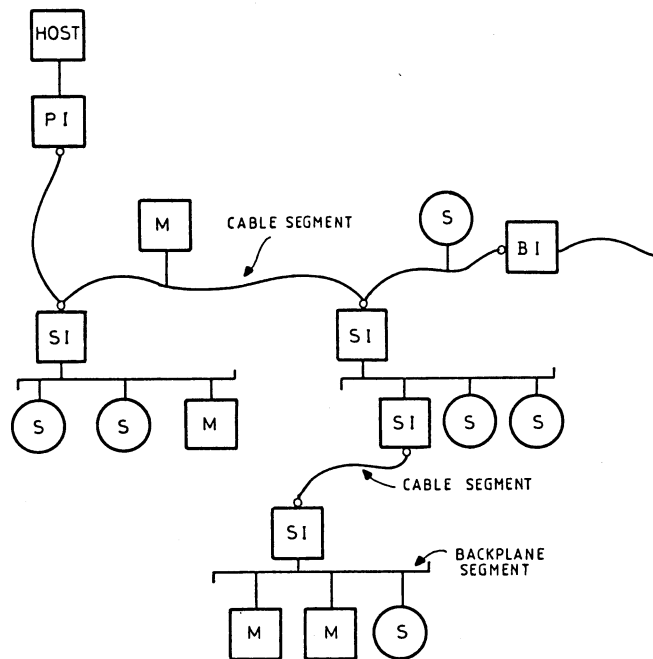 HOST
PI
M
CABLE SEGMENT
S
BI
SI
SI
S
S
M
SI
S
S
CABLE SEGMENT
SI
BACKPLANE
SEGMENT
M
M
S